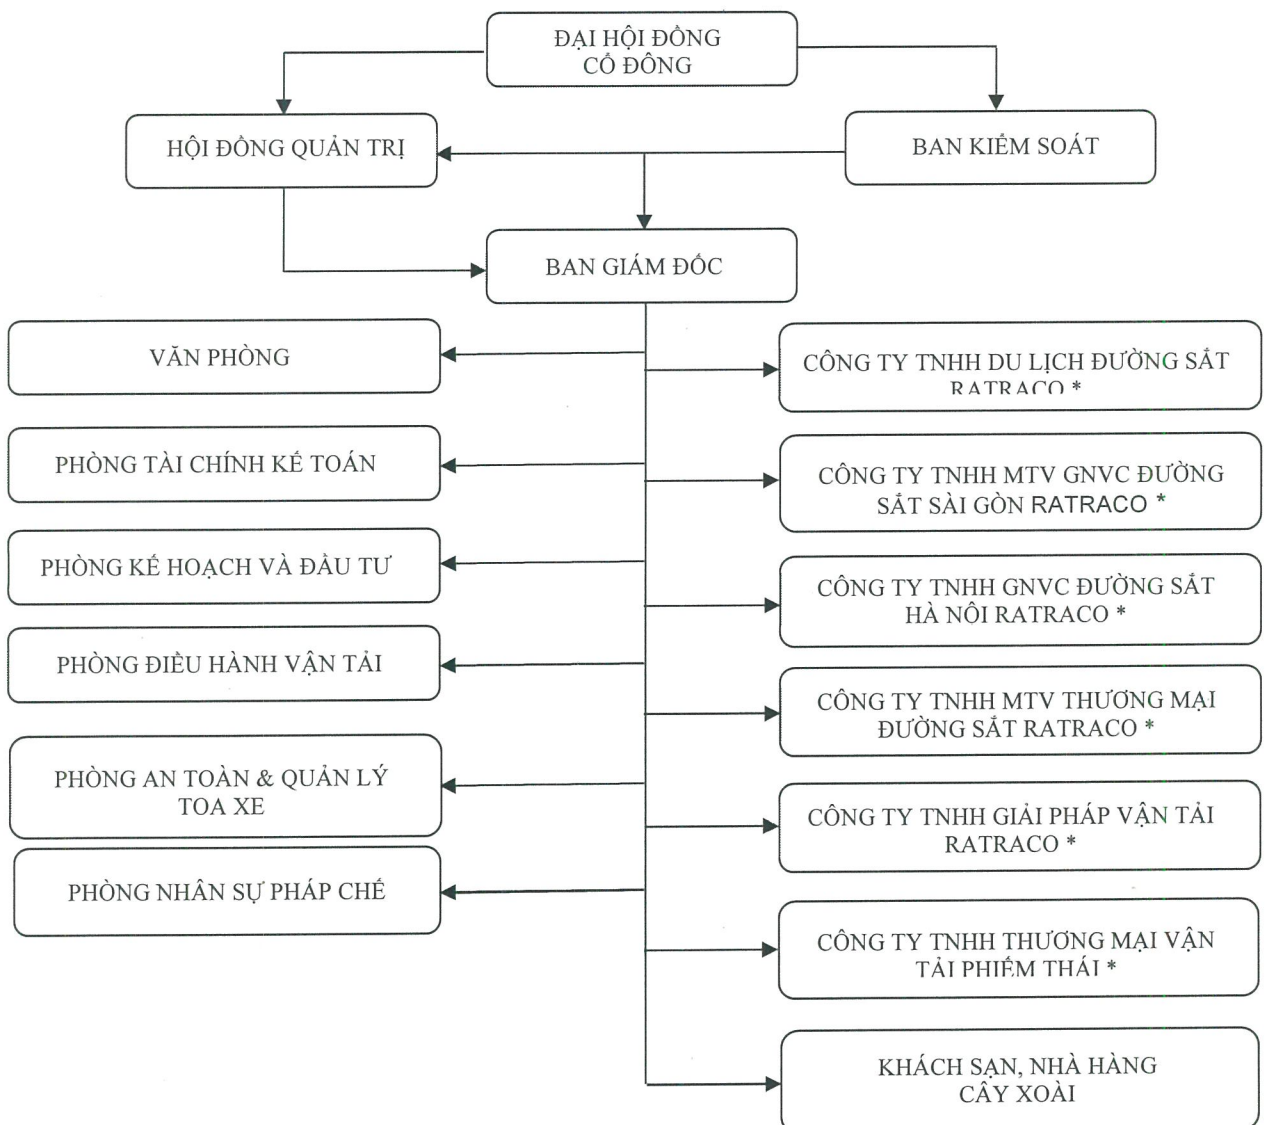 ĐẠI HỘI ĐỒNG
CỔ ĐÔNG
HỘI ĐỒNG QUẢN TRỊ
BAN KIỂM SOÁT
BAN GIÁM ĐỐC
VĂN PHÒNG
PHÒNG TÀI CHÍNH KẾ TOÁN
PHÒNG KẾ HOẠCH VÀ ĐẦU TƯ
PHÒNG ĐIỀU HÀNH VẬN TẢI
PHÒNG AN TOÀN & QUẢN LÝ
TOA XE
PHÒNG NHÂN SỰ PHÁP CHẾ
CÔNG TY TNHH DU LỊCH ĐƯỜNG SẮT
RATRACO *
CÔNG TY TNHH MTV GNVC ĐƯỜNG
SẮT SÀI GÒN RATRACO *
CÔNG TY TNHH GNVC ĐƯỜNG SẮT
HÀ NÔI RATRACO *
CÔNG TY TNHH MTV THƯƠNG MẠI
ĐƯỜNG SẮT RATRACO *
CÔNG TY TNHH GIẢI PHÁP VẬN TẢI
RATRACO *
CÔNG TY TNHH THƯƠNG MẠI VẬN
TẢI PHIẾM THÁI *
KHÁCH SẠN, NHÀ HÀNG
CÂY XOÀI